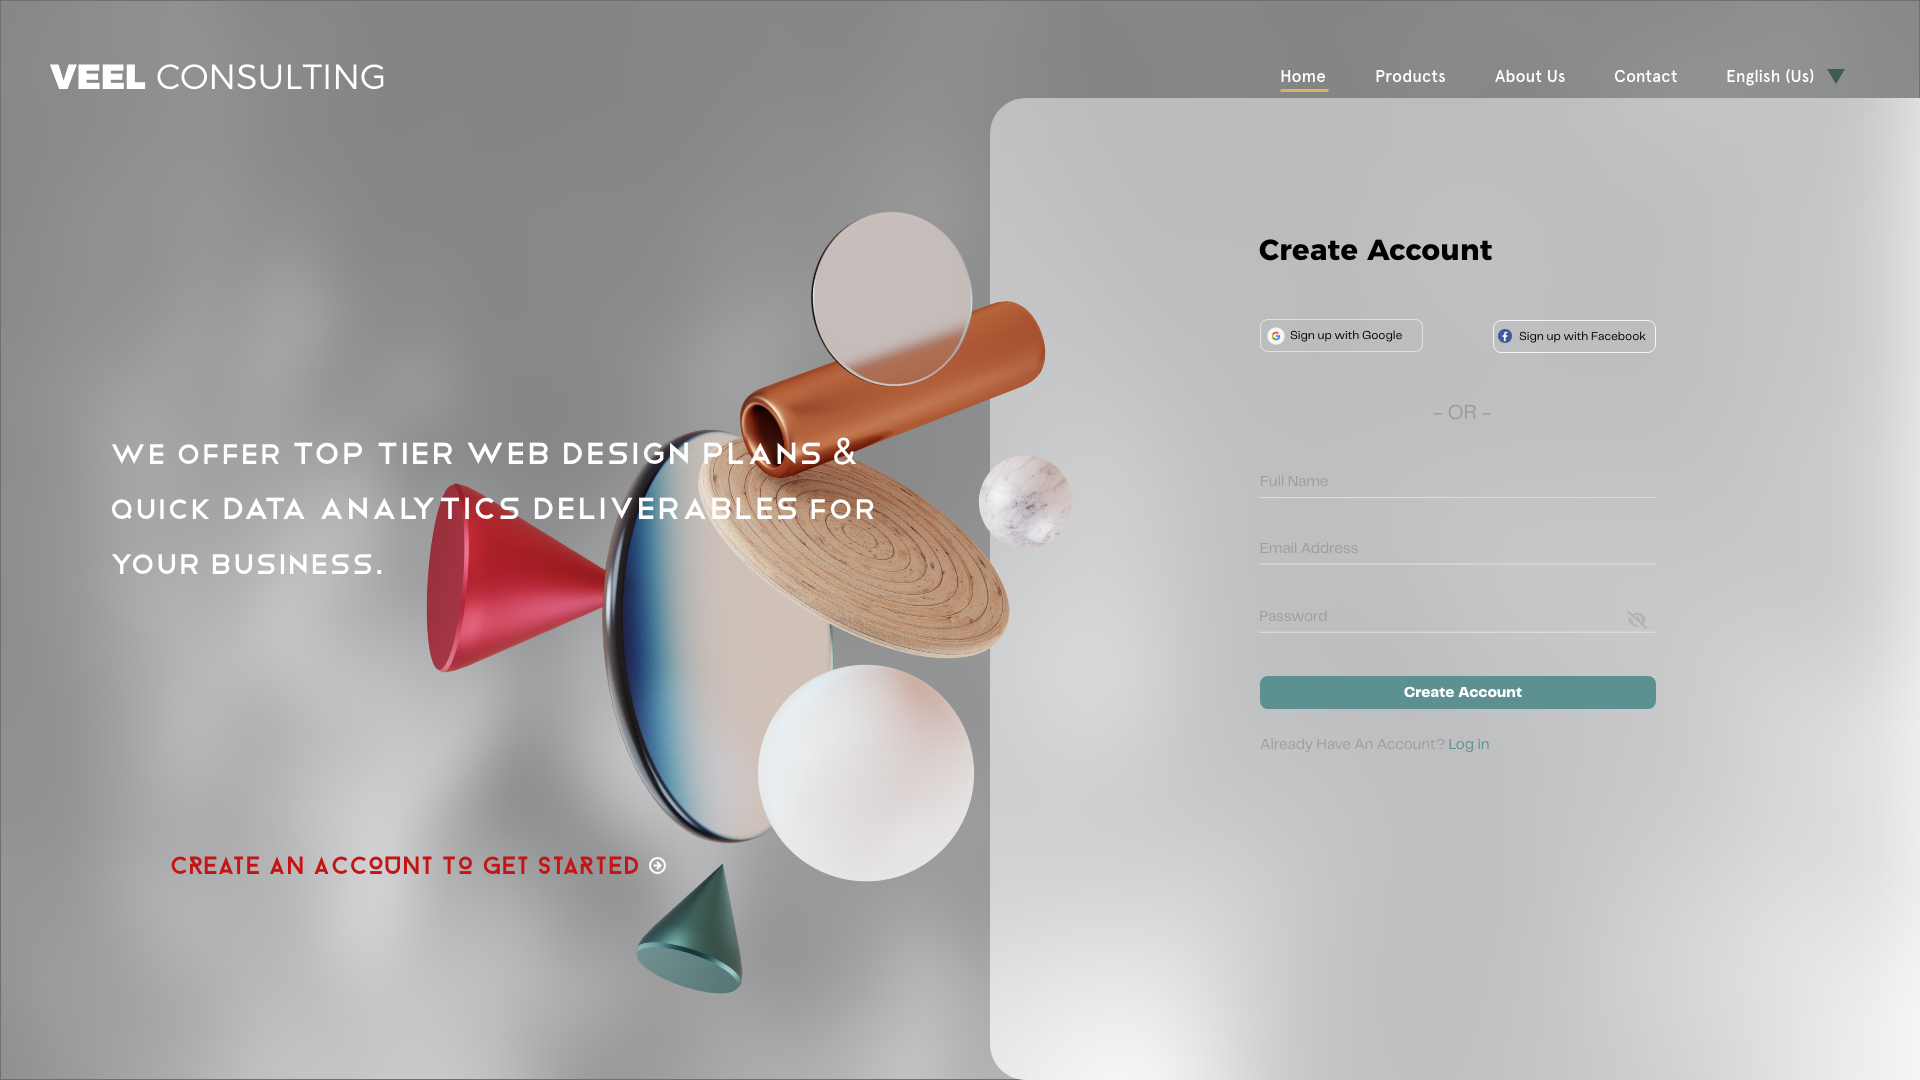 VEEL CONSULTING
Home Products About Us Contact English (Us)
WE OFFER TOP TIER WEB DESIGN PLANS &
QUICK DATA ANALYTICS DELIVERABLES FOR
YOUR BUSINESS.
CREATE AN ACCOUNT TO GET STARTED
Create Account
Sign up with Google
Sign up with Facebook
– OR –
Full Name
Email Address
Password
Create Account
Already Have An Account? Log in